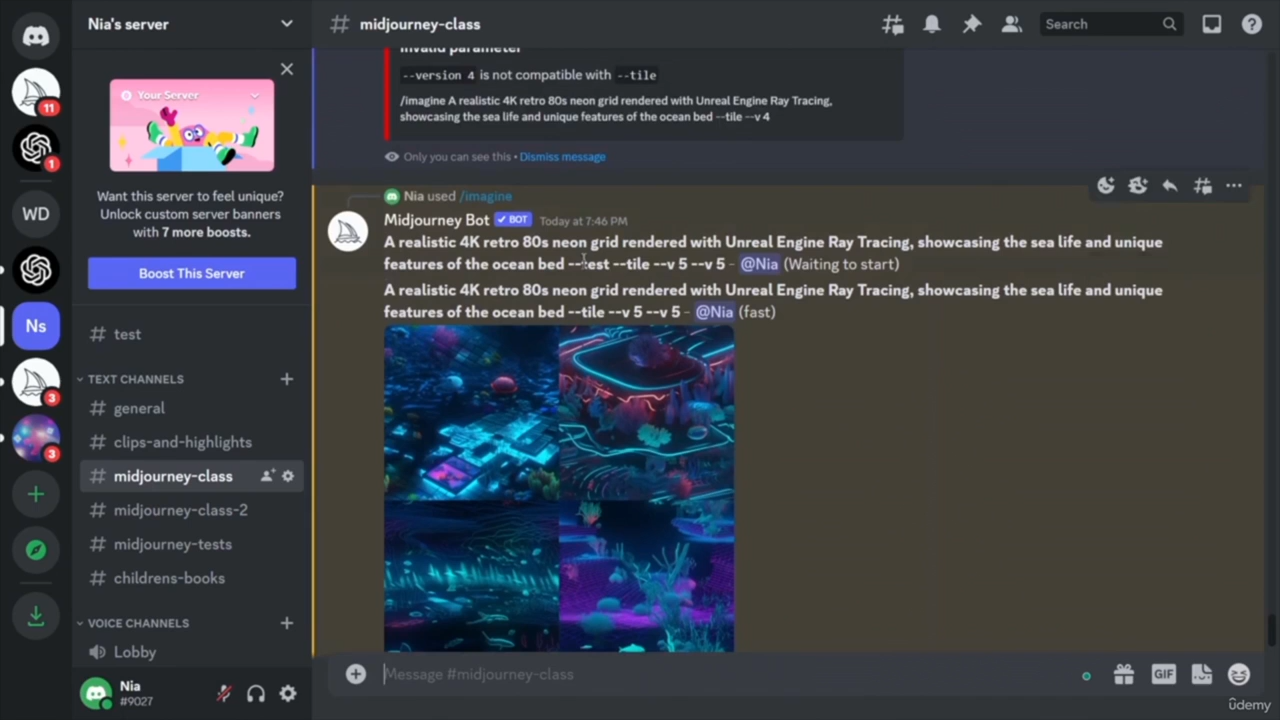 Nia's server
midjourney-class
Search
11
1
WD
Ns
3
3
Your Server
Want this server to feel unique?
Unlock custom server banners
with 7 more boosts.
Boost This Server
test
TEXT CHANNELS
general
clips-and-highlights
midjourney-class
midjourney-class-2
midjourney-tests
childrens-books
VOICE CHANNELS
Lobby
Nia
#9027
Invalid parameter
--version 4 is not compatible with --tile
/imagine A realistic 4K retro 80s neon grid rendered with Unreal Engine Ray Tracing,
showcasing the sea life and unique features of the ocean bed --tile --v 4
Only you can see this • Dismiss message
Nia used /imagine
Midjourney Bot ✓ BOT Today at 7:46 PM
A realistic 4K retro 80s neon grid rendered with Unreal Engine Ray Tracing, showcasing the sea life and unique
features of the ocean bed --test --tile --v 5 --v 5 - @Nia (Waiting to start)
A realistic 4K retro 80s neon grid rendered with Unreal Engine Ray Tracing, showcasing the sea life and unique
features of the ocean bed --tile --v 5 --v 5 - @Nia (fast)
Message #midjourney-class
GIF
ûdemy